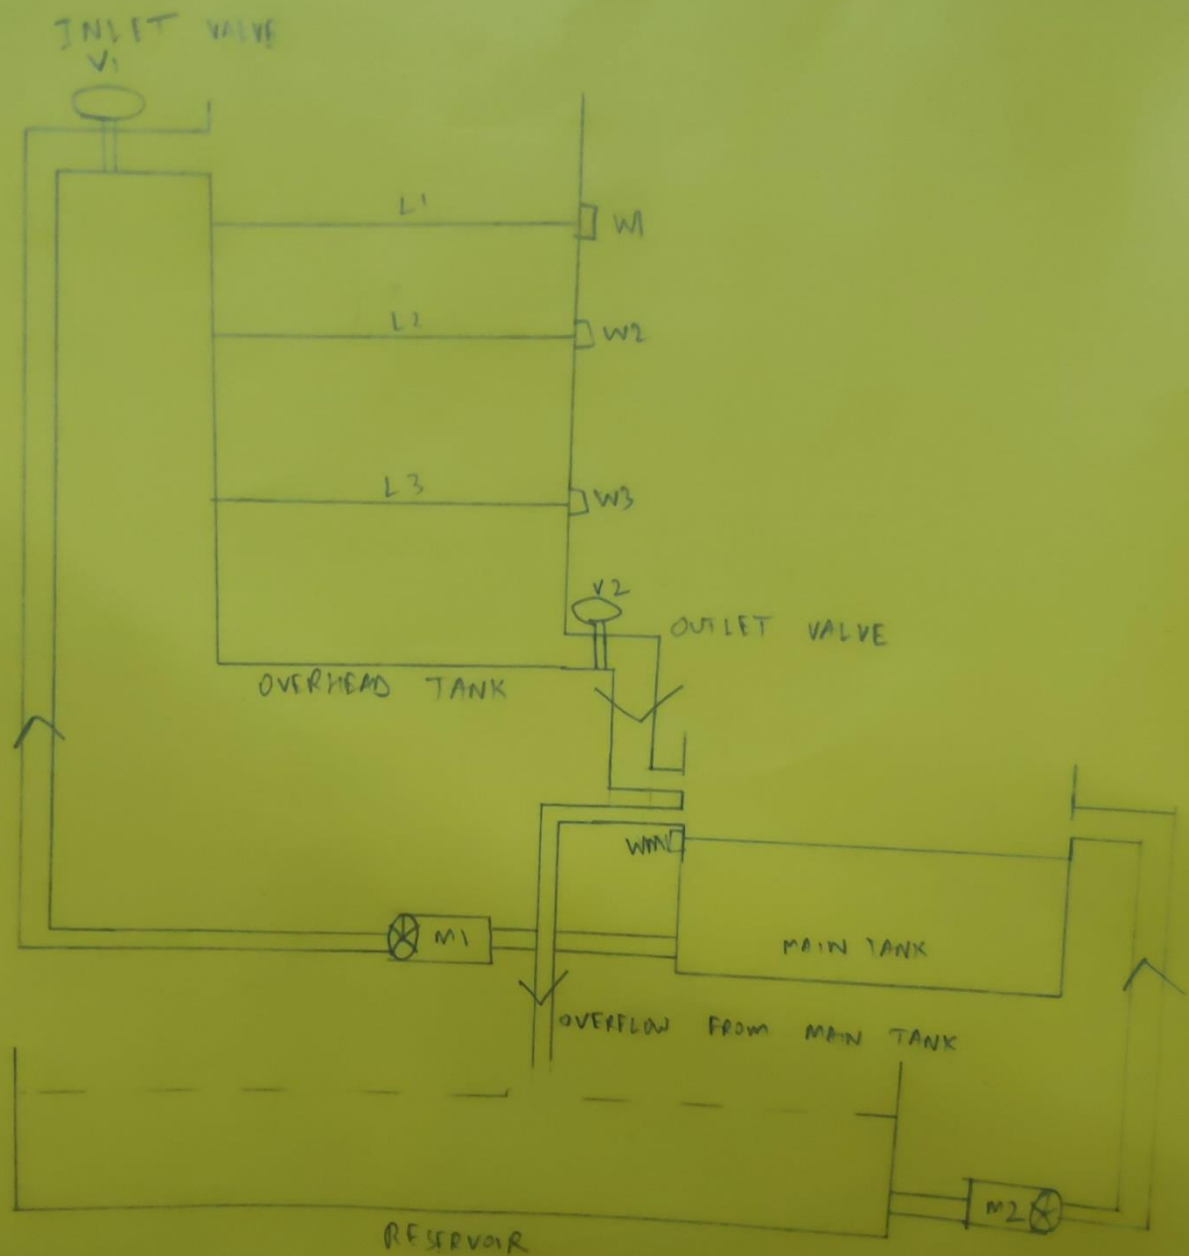 INLET VALVE
V1
L1
W1
L2
W2
L3
W3
V2
OUTLET VALVE
OVERHEAD TANK
WM
M1
MAIN TANK
OVERFLOW FROM MAIN TANK
M2
RESERVOIR